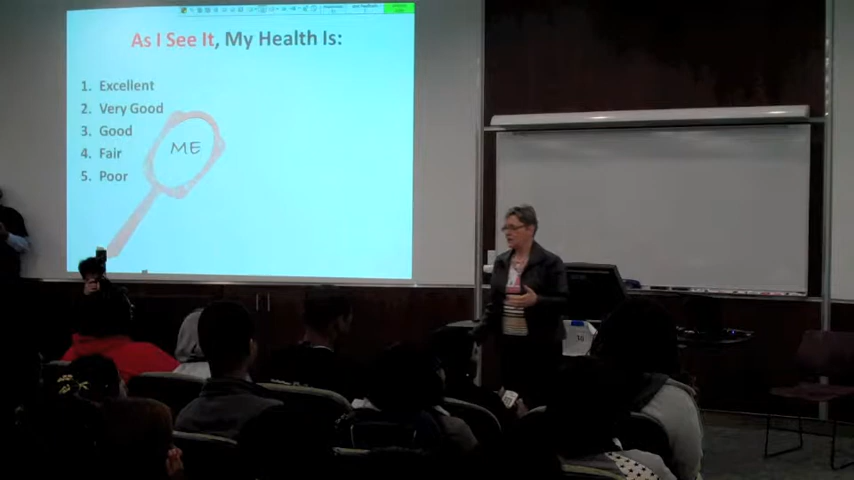 As I See It, My Health Is:
1. Excellent
2. Very Good
3. Good
4. Fair
5. Poor
ME